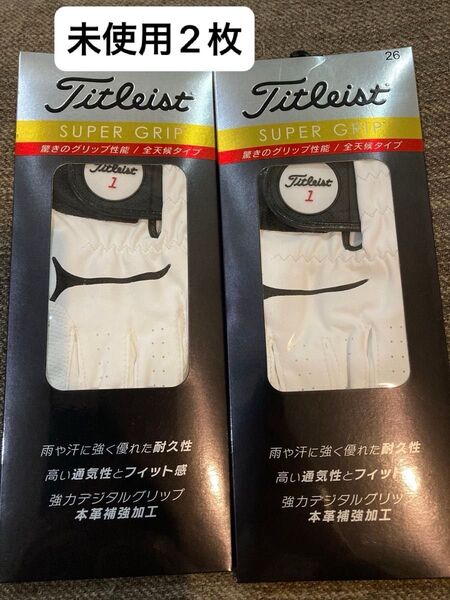 未使用2枚
Titleist
SUPER GRIP
驚きのグリップ性能 / 全天候タイプ
Titleist
1
雨や汗に強く優れた耐久性
高い通気性とフィット感
強力デジタルグリップ
本革補強加工
26
Titleist
SUPER GRIP
驚きのグリップ性能 / 全天候タイプ
Titleist
1
雨や汗に強く優れた耐久性
高い通気性とフィット
強力デジタルグリップ
本革補強加工